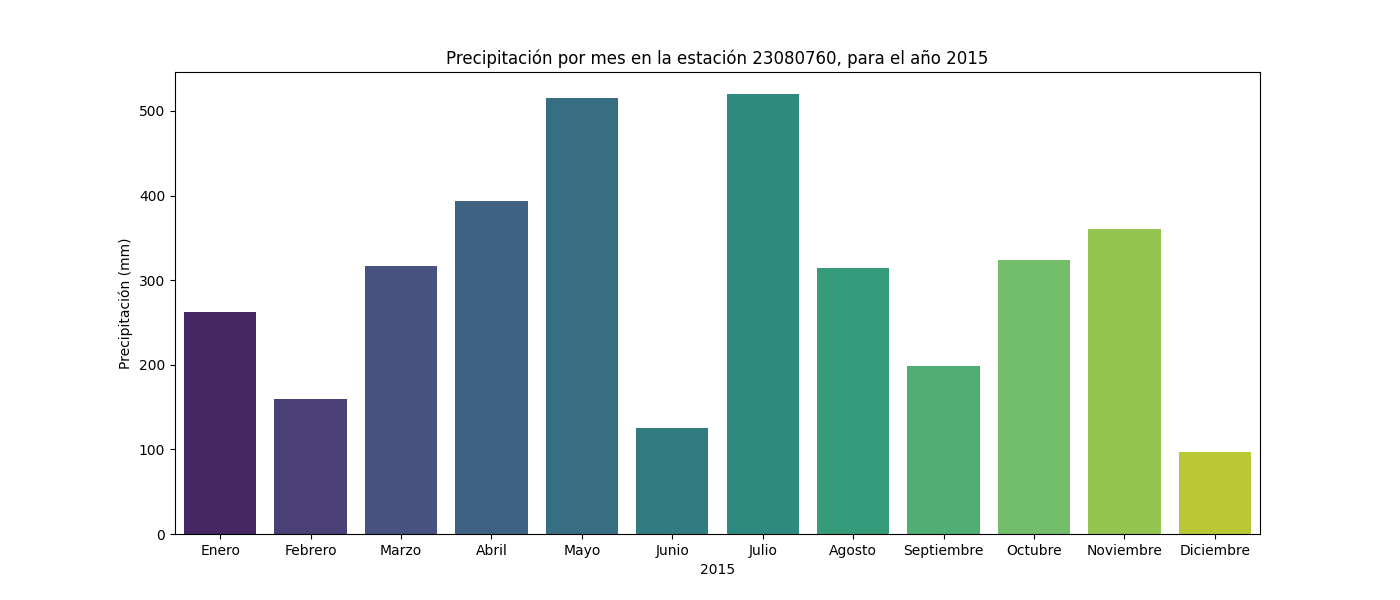 Precipitación por mes en la estación 23080760, para el año 2015
Precipitación (mm)
500
400
300
200
100
0
Enero Febrero Marzo Abril Mayo Junio Julio Agosto Septiembre Octubre Noviembre Diciembre
2015